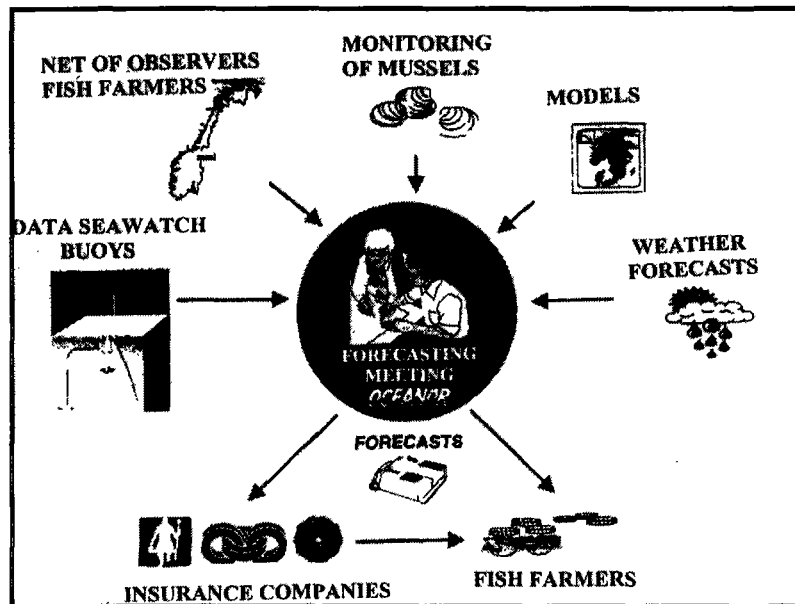 NET OF OBSERVERS
FISH FARMERS
MONITORING
OF MUSSELS
MODELS
DATA SEAWATCH
BUOYS
WEATHER
FORECASTS
FORECASTING
MEETING
OCEANOR
FORECASTS
INSURANCE COMPANIES
FISH FARMERS